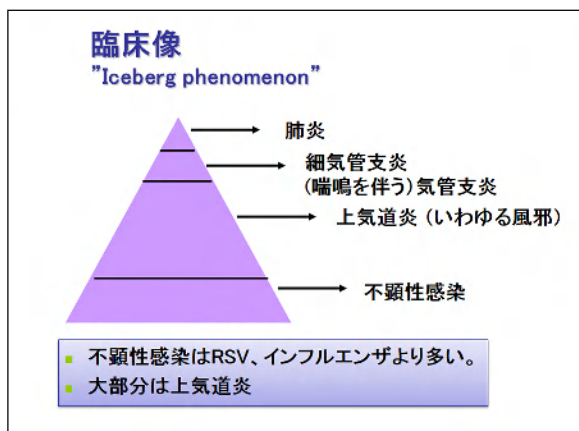 臨床像
”Iceberg phenomenon”
肺炎
細気管支炎
(喘鳴を伴う)気管支炎
上気道炎 (いわゆる風邪)
不顕性感染
不顕性感染はRSV、インフルエンザより多い。
大部分は上気道炎